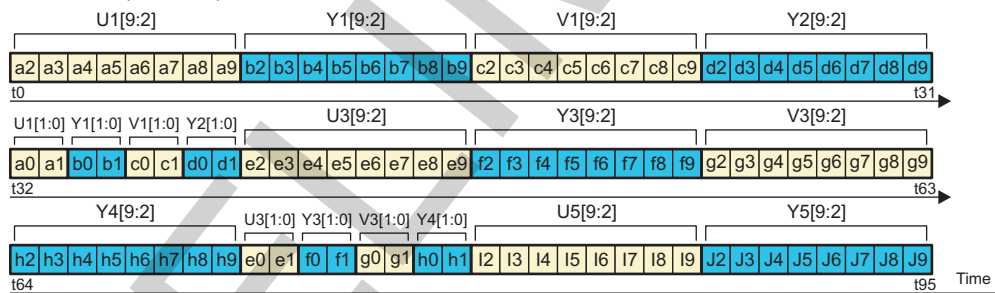 U1[9:2] Y1[9:2] V1[9:2] Y2[9:2]
a2 a3 a4 a5 a6 a7 a8 a9 b2 b3 b4 b5 b6 b7 b8 b9 c2 c3 c4 c5 c6 c7 c8 c9 d2 d3 d4 d5 d6 d7 d8 d9
t0 t31
U1[1:0] Y1[1:0] V1[1:0] Y2[1:0] U3[9:2] Y3[9:2] V3[9:2]
a0 a1 b0 b1 c0 c1 d0 d1 e2 e3 e4 e5 e6 e7 e8 e9 f2 f3 f4 f5 f6 f7 f8 f9 g2 g3 g4 g5 g6 g7 g8 g9
t32 t63
Y4[9:2] U3[1:0] Y3[1:0] V3[1:0] Y4[1:0] U5[9:2] Y5[9:2]
h2 h3 h4 h5 h6 h7 h8 h9 e0 e1 f0 f1 g0 g1 h0 h1 I2 I3 I4 I5 I6 I7 I8 I9 J2 J3 J4 J5 J6 J7 J8 J9
t64 t95 Time